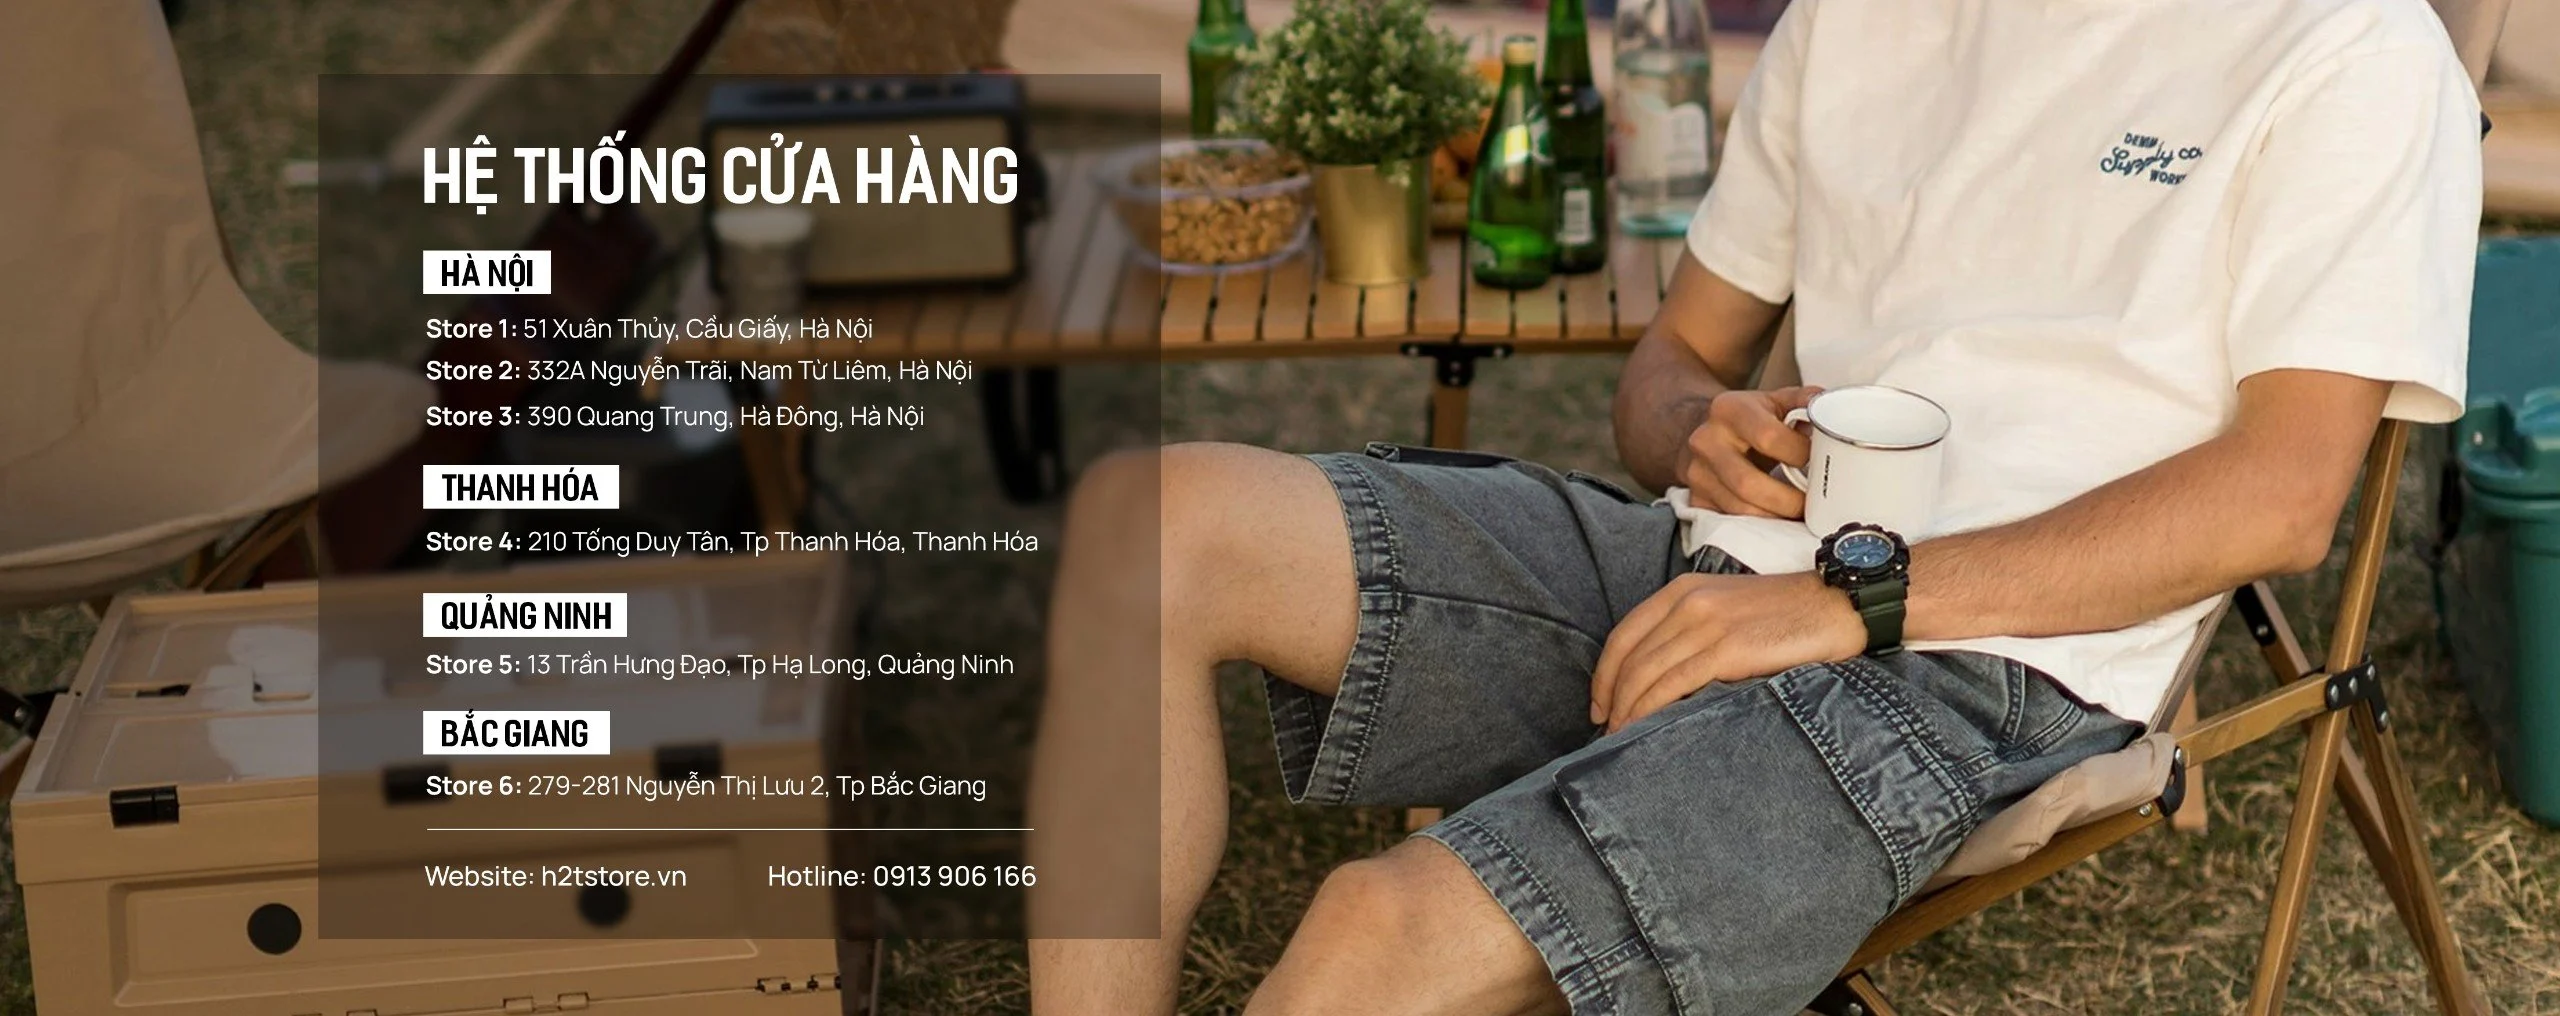 HỆ THỐNG CỬA HÀNG
HÀ NỘI
Store 1: 51 Xuân Thủy, Cầu Giấy, Hà Nội
Store 2: 332A Nguyễn Trãi, Nam Từ Liêm, Hà Nội
Store 3: 390 Quang Trung, Hà Đông, Hà Nội
THANH HÓA
Store 4: 210 Tống Duy Tân, Tp Thanh Hóa, Thanh Hóa
QUẢNG NINH
Store 5: 13 Trần Hưng Đạo, Tp Hạ Long, Quảng Ninh
BẮC GIANG
Store 6: 279-281 Nguyễn Thị Lưu 2, Tp Bắc Giang
Website: h2tstore.vn Hotline: 0913 906 166
DENIM
Supply CO.